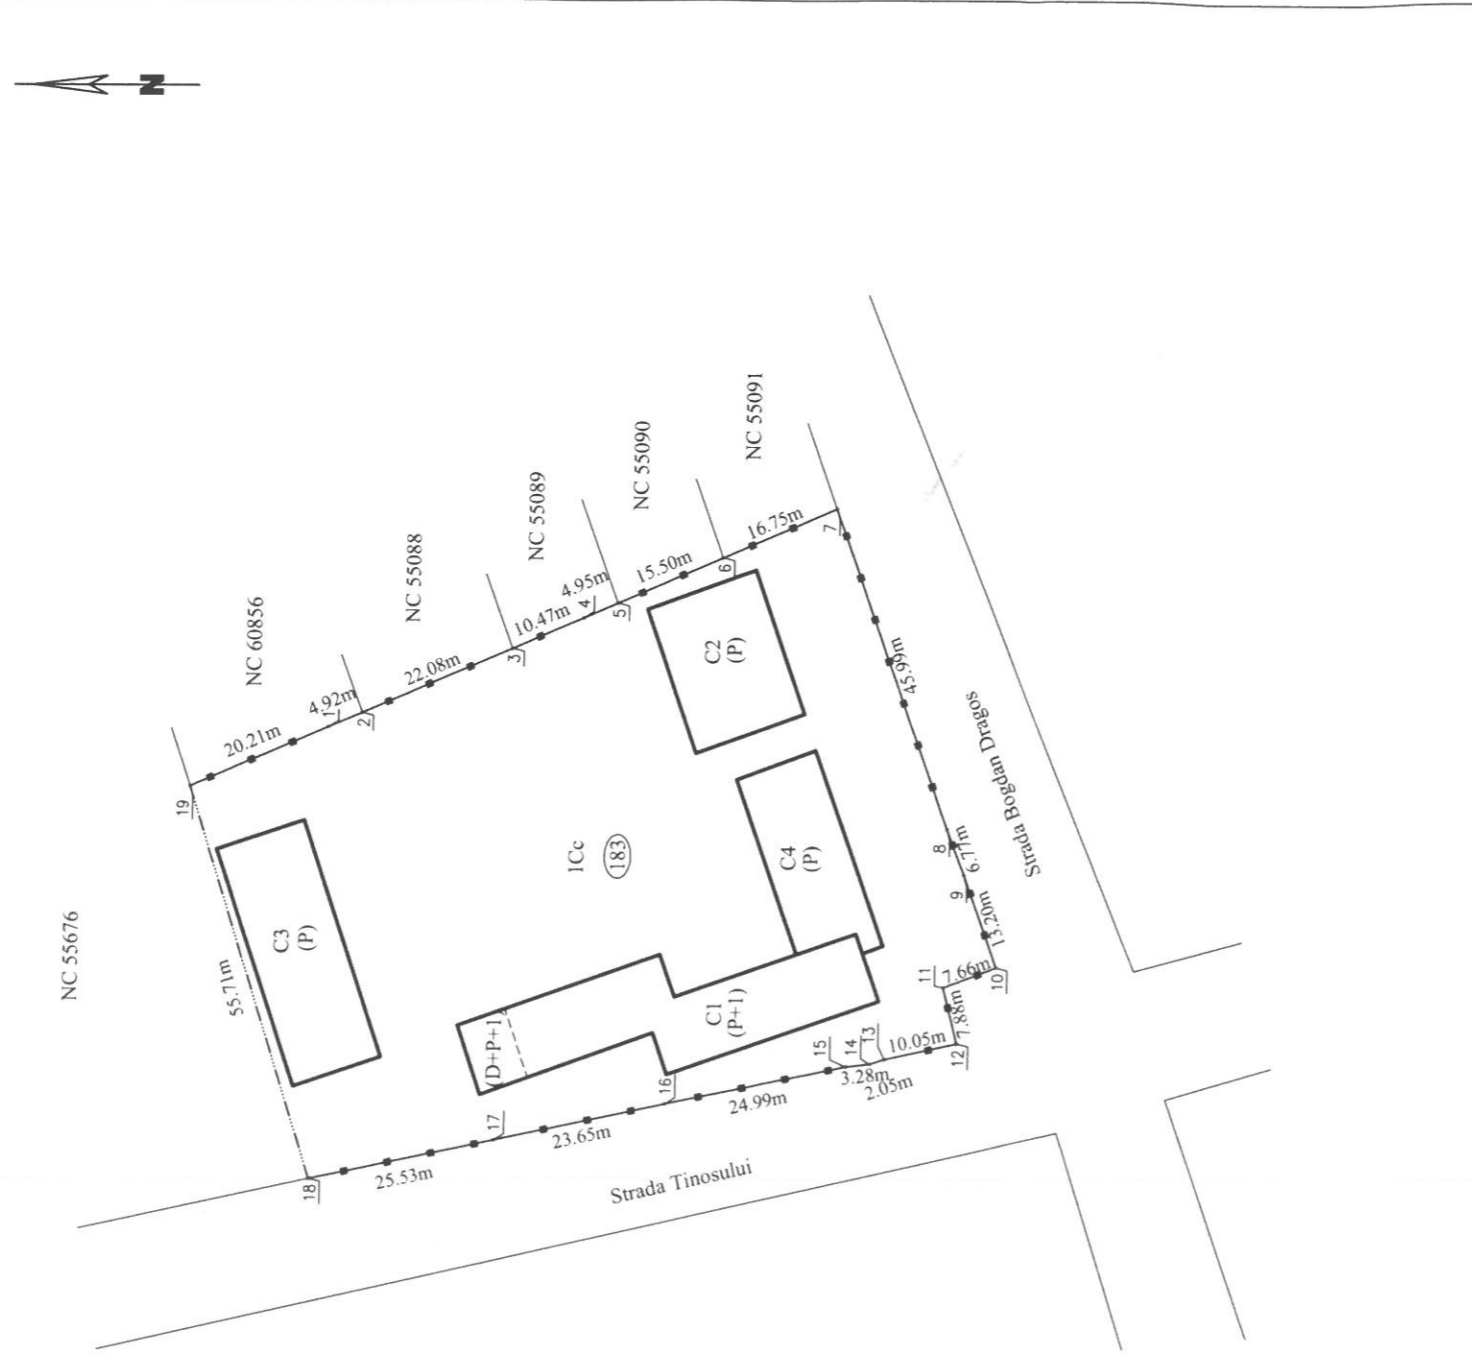 N
NC 55676
NC 60856
NC 55088
NC 55089
NC 55090
NC 55091
19
20.21m
1
4.92m
2
22.08m
3
10.47m
4
4.95m
5
15.50m
6
16.75m
7
45.99m
8
6.77m
9
13.20m
10
7.66m
11
7.88m
12
10.05m
13
2.05m
14
3.28m
15
24.99m
16
23.65m
17
25.53m
18
55.71m
C3
(P)
C2
(P)
C4
(P)
C1
(P+1)
(D+P+1)
1Cc
183
Strada Bogdan Dragos
Strada Tinosului